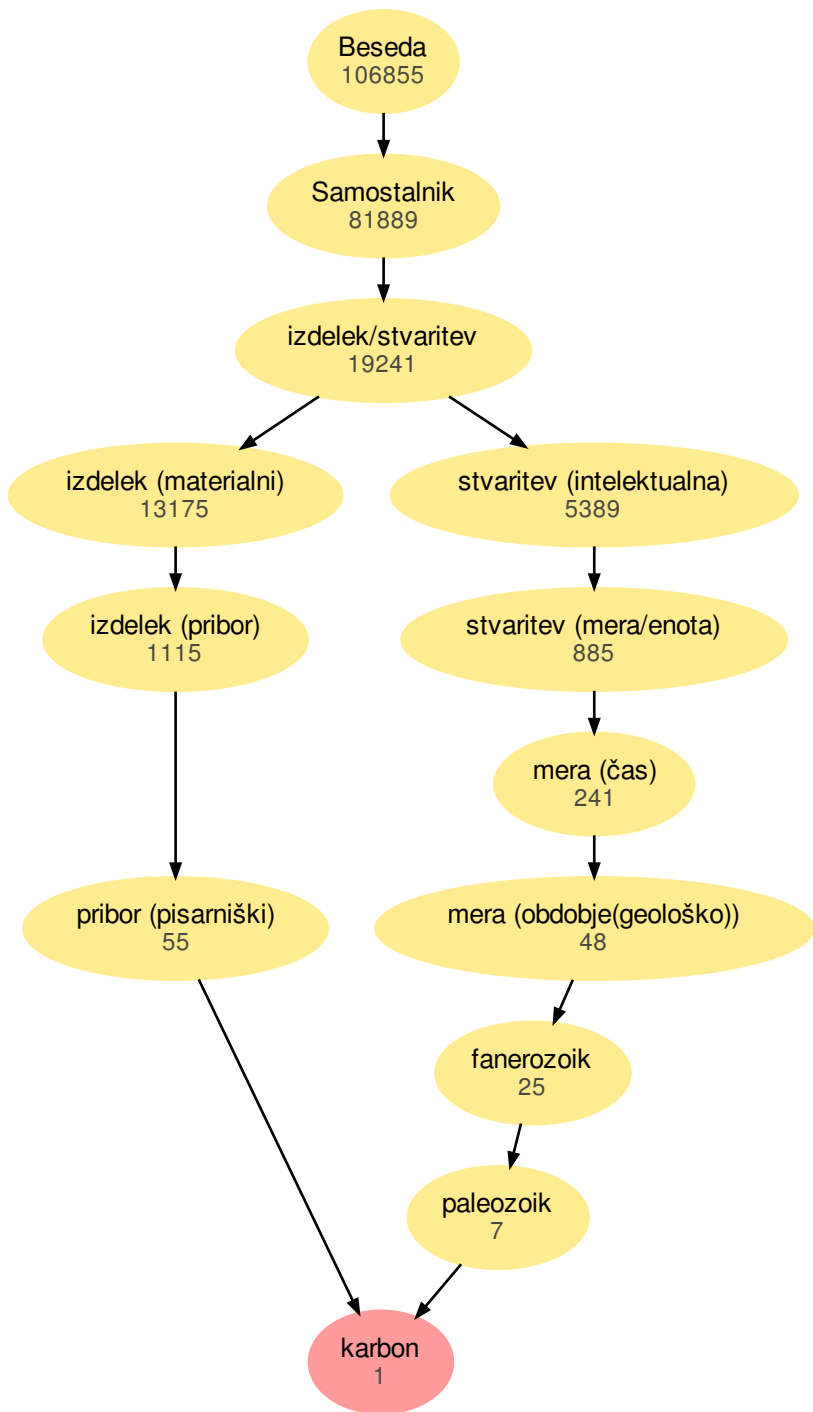 Beseda
106855
Samostalnik
81889
izdelek/stvaritev
19241
izdelek (materialni)
13175
stvaritev (intelektualna)
5389
izdelek (pribor)
1115
stvaritev (mera/enota)
885
mera (čas)
241
pribor (pisarniški)
55
mera (obdobje(geološko))
48
fanerozoik
25
paleozoik
7
karbon
1